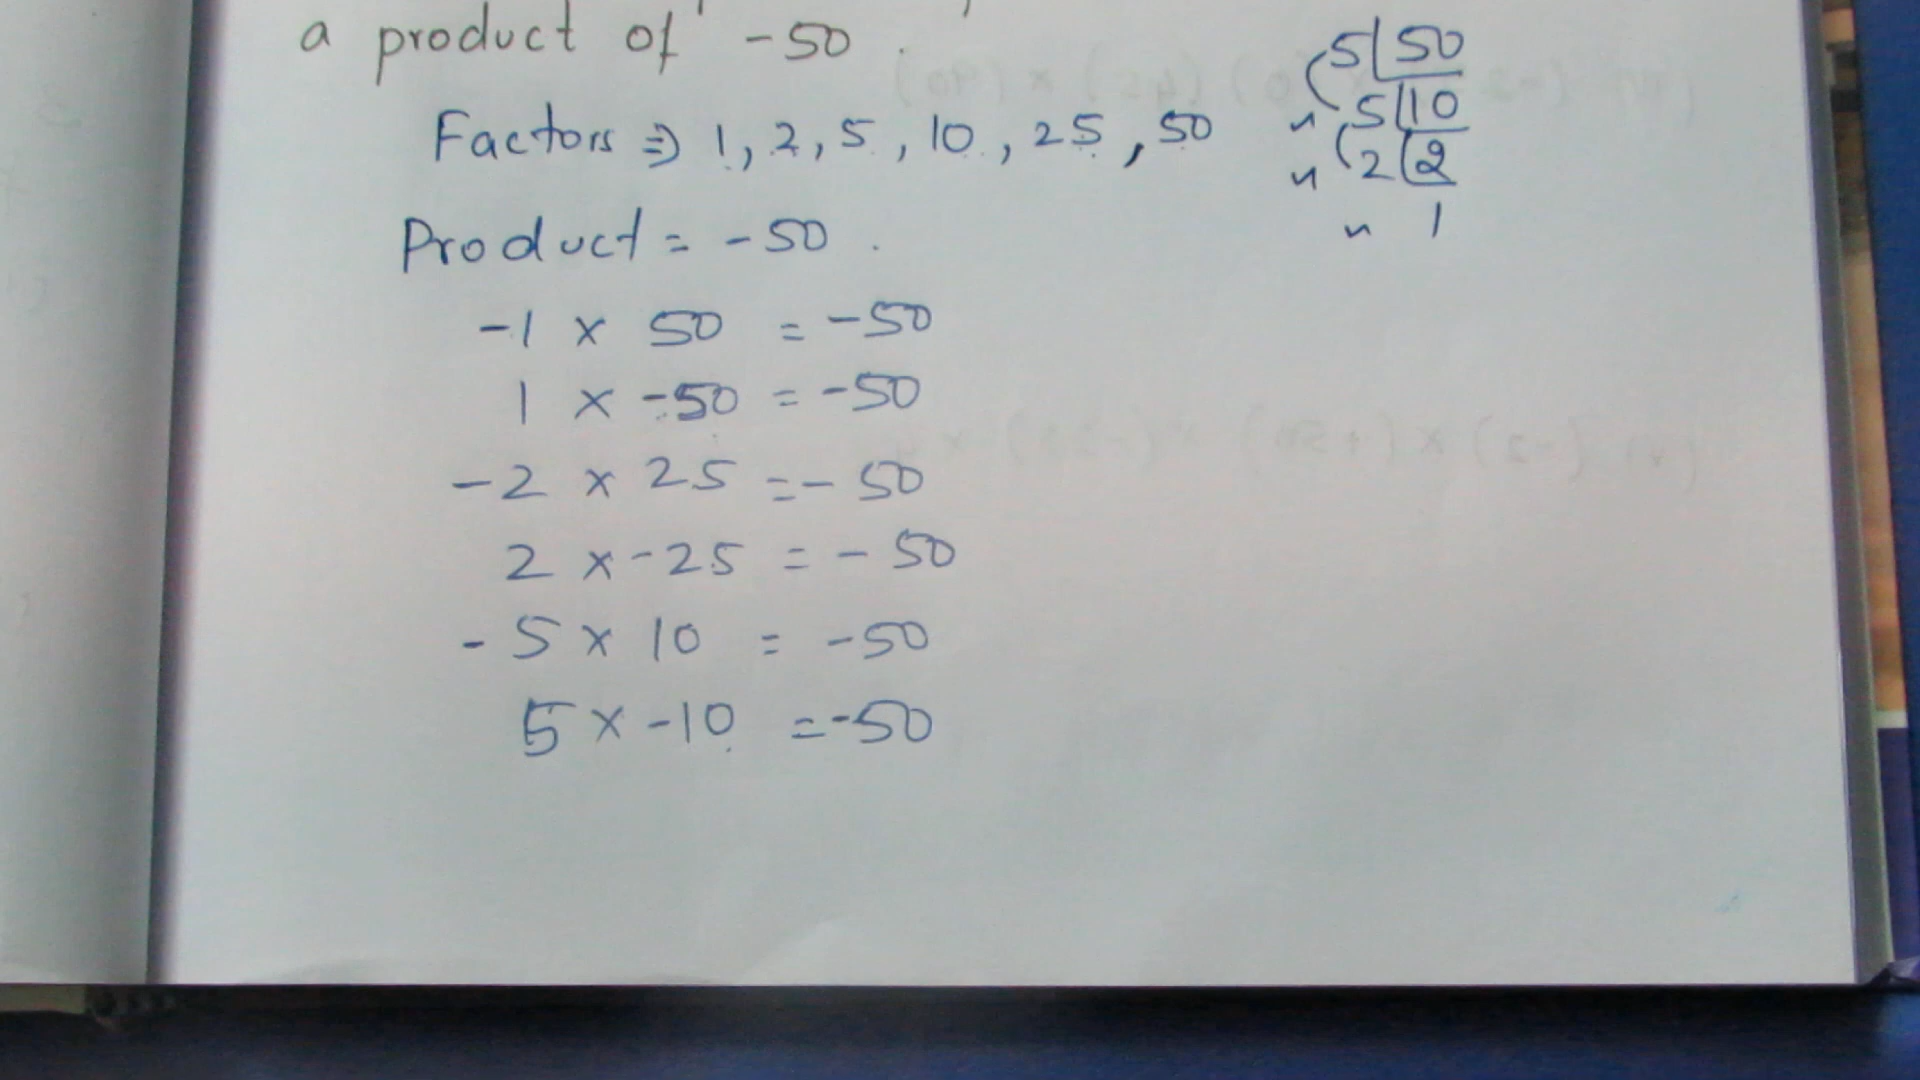 a product of -50.
Factors ⇒ 1, 2, 5, 10, 25, 50
5 | 50
5 | 10
2 | 2
1
Product = -50.
-1 × 50 = -50
1 × -50 = -50
-2 × 25 = -50
2 × -25 = -50
-5 × 10 = -50
5 × -10 = -50